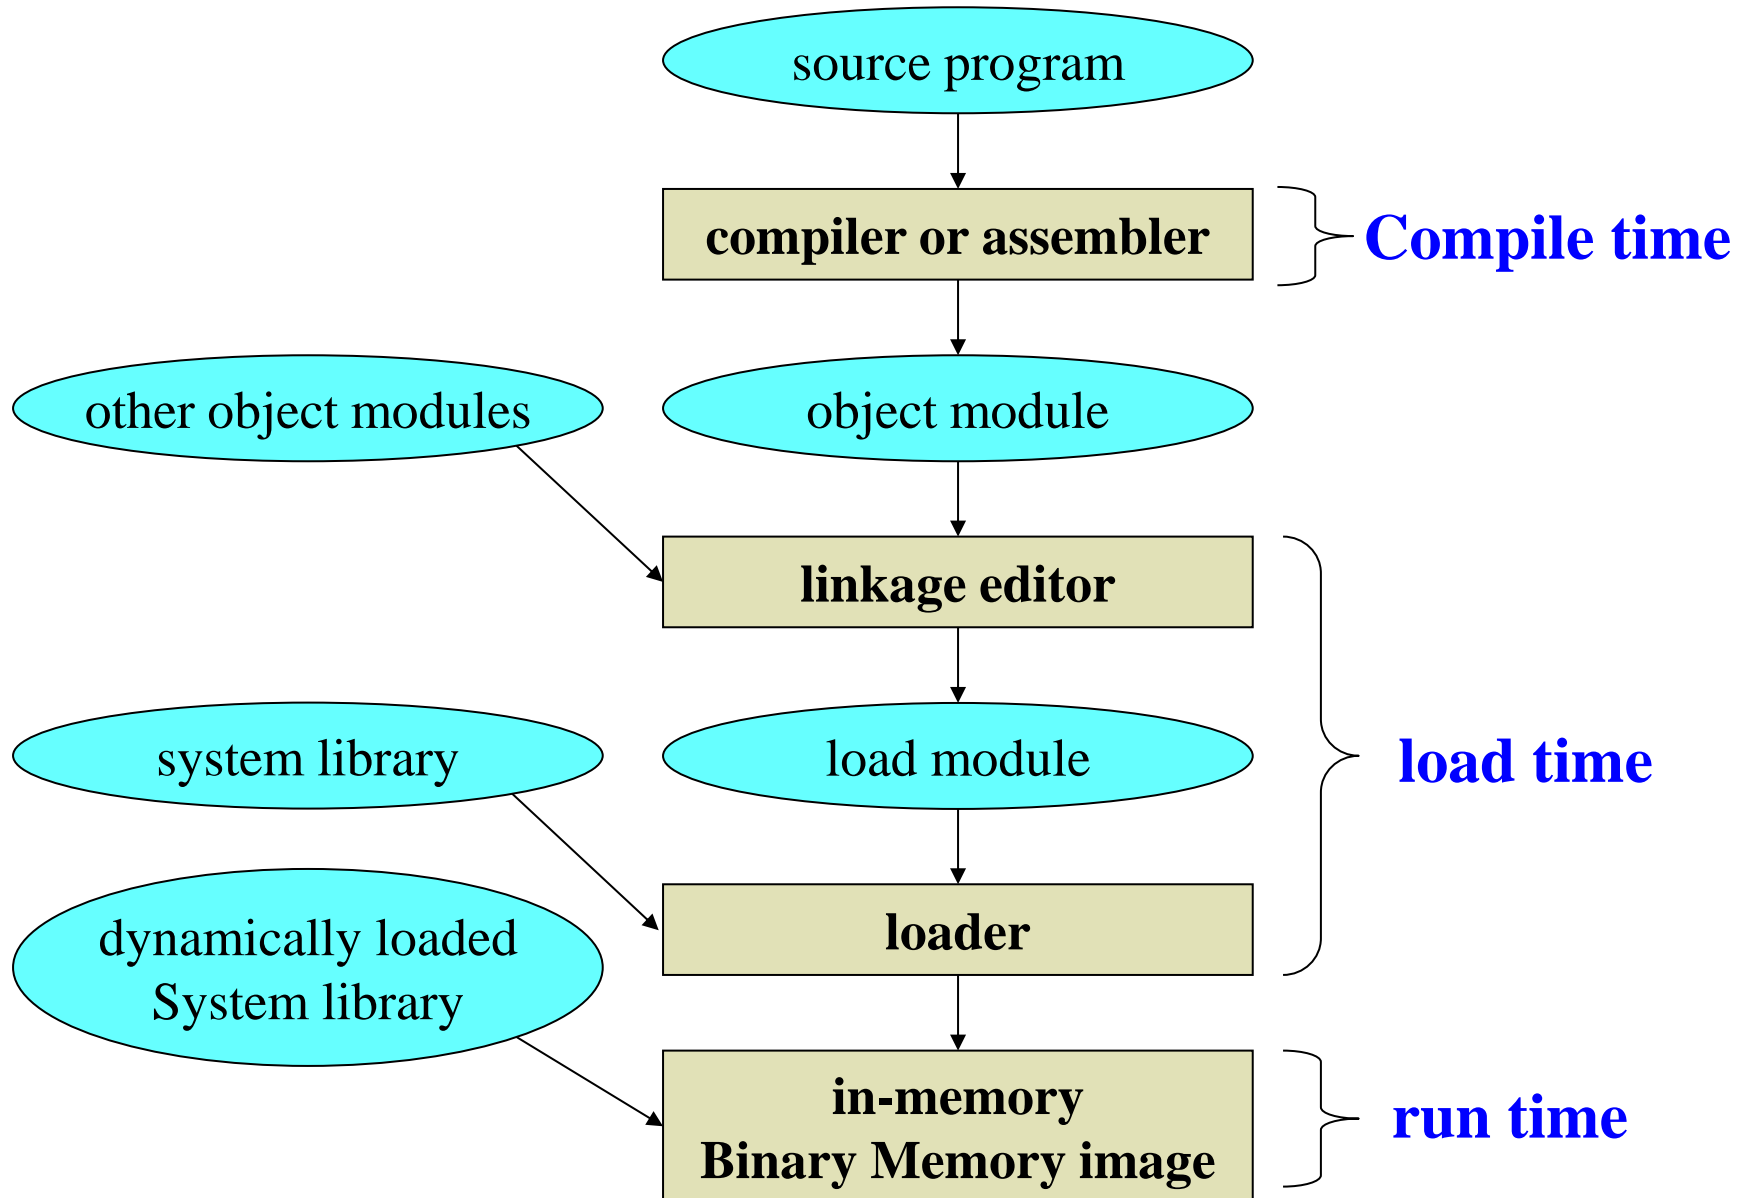 source program
compiler or assembler
Compile time
other object modules
object module
linkage editor
system library
load module
load time
dynamically loaded
System library
loader
in-memory
Binary Memory image
run time